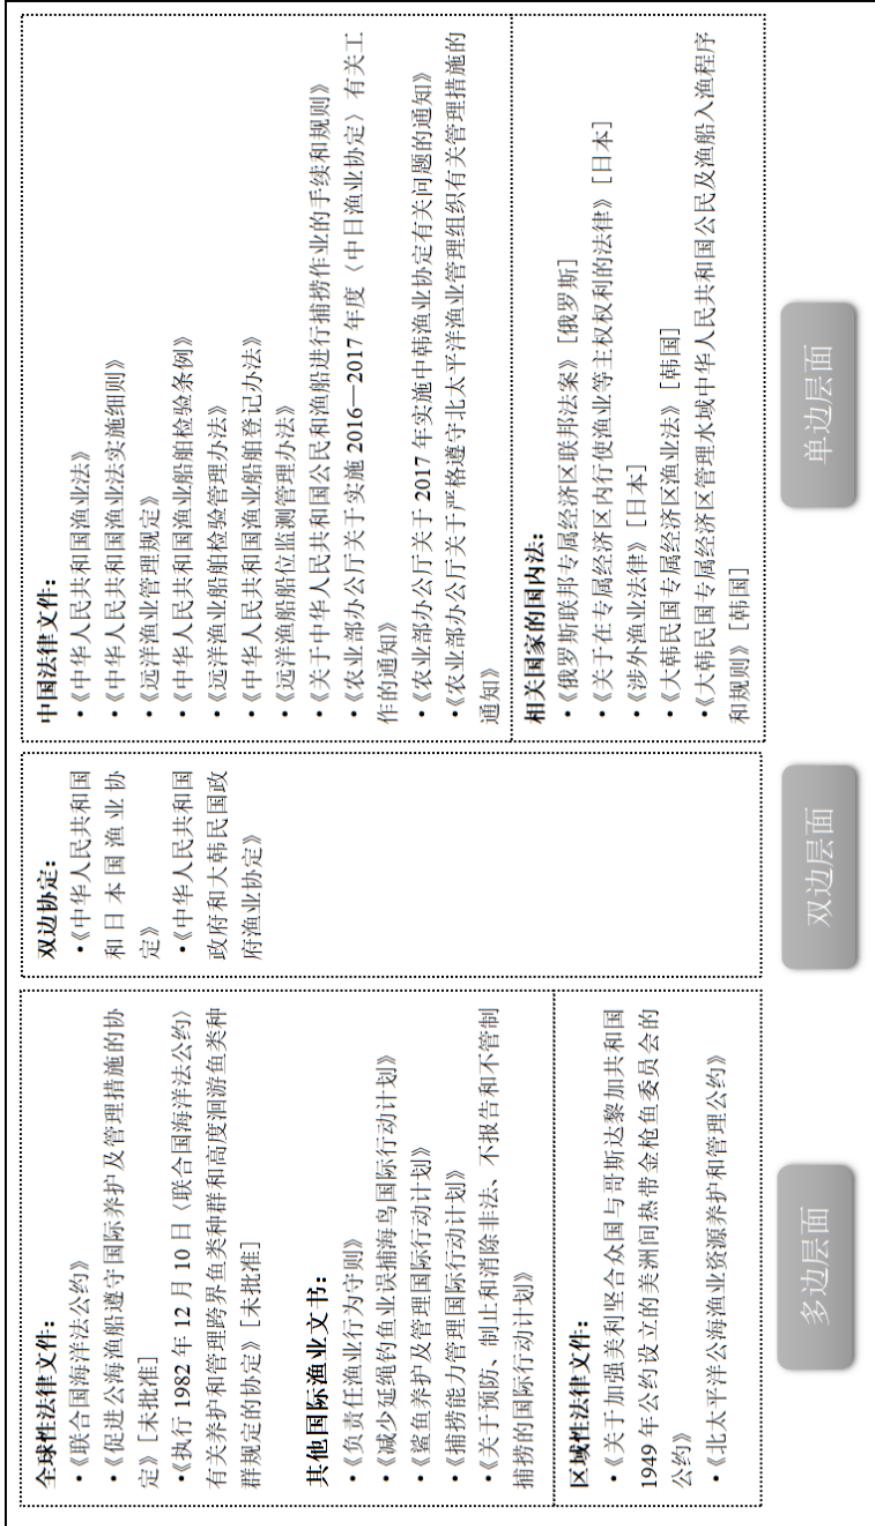 全球性法律文件：
•《联合国海洋法公约》
•《促进公海渔船遵守国际养护及管理措施的协
定》[未批准]
•《执行 1982 年 12 月 10 日〈联合国海洋法公约〉
有关养护和管理跨界鱼类种群和高度洄游鱼类种
群规定的协定》[未批准]
其他国际渔业文书：
•《负责任渔业行为守则》
•《减少延绳钓鱼业误捕海鸟国际行动计划》
•《鲨鱼养护及管理国际行动计划》
•《捕捞能力管理国际行动计划》
•《关于预防、制止和消除非法、不报告和不管制
捕捞的国际行动计划》
区域性法律文件：
•《关于加强美利坚合众国与哥斯达黎加共和国
1949 年公约设立的美洲间热带金枪鱼委员会的
公约》
•《北太平洋公海渔业资源养护和管理公约》
多边层面
双边协定：
•《中华人民共和国
和日本国渔业协
定》
•《中华人民共和国
政府和大韩民国政
府渔业协定》
双边层面
中国法律文件：
•《中华人民共和国渔业法》
•《中华人民共和国渔业法实施细则》
•《远洋渔业管理规定》
•《中华人民共和国渔业船舶检验条例》
•《远洋渔业船舶检验管理办法》
•《中华人民共和国渔业船舶登记办法》
•《远洋渔船船位监测管理办法》
•《关于中华人民共和国公民和渔船进行捕捞作业的手续和规则》
•《农业部办公厅关于实施 2016—2017 年度〈中日渔业协定〉有关工
作的通知》
•《农业部办公厅关于 2017 年实施中韩渔业协定有关问题的通知》
•《农业部办公厅关于严格遵守北太平洋渔业管理组织有关管理措施的
通知》
相关国家的国内法：
•《俄罗斯联邦专属经济区联邦法案》[俄罗斯]
•《关于在专属经济区内行使渔业等主权权利的法律》[日本]
•《涉外渔业法律》[日本]
•《大韩民国专属经济区渔业法》[韩国]
•《大韩民国专属经济区管理水域中华人民共和国公民及渔船入渔程序
和规则》[韩国]
单边层面